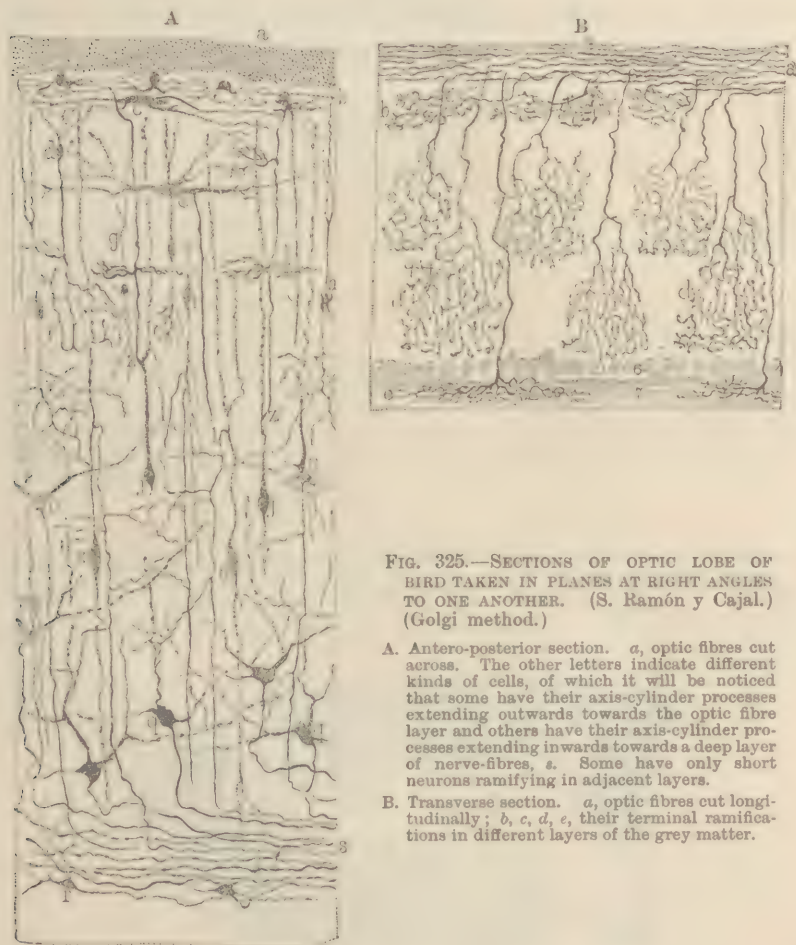 A
a
g
s
B
a
b
d
e
6
7
FIG. 325.—SECTIONS OF OPTIC LOBE OF
BIRD TAKEN IN PLANES AT RIGHT ANGLES
TO ONE ANOTHER. (S. Ramón y Cajal.)
(Golgi method.)
A. Antero-posterior section. a, optic fibres cut
across. The other letters indicate different
kinds of cells, of which it will be noticed
that some have their axis-cylinder processes
extending outwards towards the optic fibre
layer and others have their axis-cylinder pro-
cesses extending inwards towards a deep layer
of nerve-fibres, s. Some have only short
neurons ramifying in adjacent layers.
B. Transverse section. a, optic fibres cut longi-
tudinally; b, c, d, e, their terminal ramifica-
tions in different layers of the grey matter.